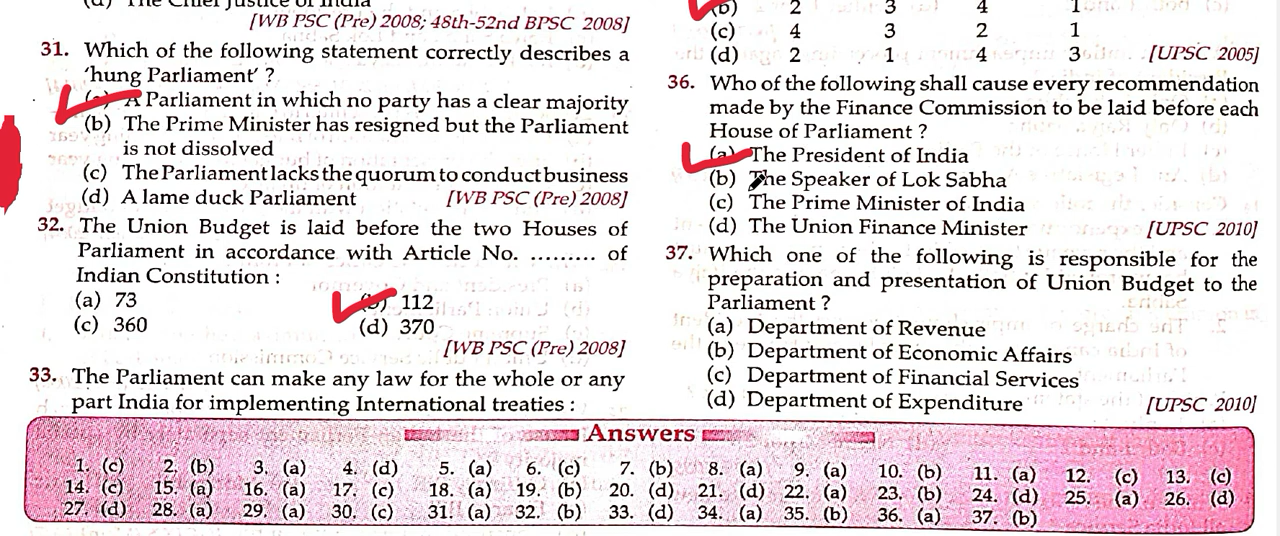 (d) The Chief Justice of India
[WB PSC (Pre) 2008; 48th-52nd BPSC 2008]
31. Which of the following statement correctly describes a
'hung Parliament' ?
A Parliament in which no party has a clear majority
(b) The Prime Minister has resigned but the Parliament
is not dissolved
(c) The Parliament lacks the quorum to conduct business
(d) A lame duck Parliament [WB PSC (Pre) 2008]
32. The Union Budget is laid before the two Houses of
Parliament in accordance with Article No. ......... of
Indian Constitution :
(a) 73 (b) 112
(c) 360 (d) 370
[WB PSC (Pre) 2008]
33. The Parliament can make any law for the whole or any
part India for implementing International treaties :
(b) 2 3 4 1
(c) 4 3 2 1
(d) 2 1 4 3 [UPSC 2005]
36. Who of the following shall cause every recommendation
made by the Finance Commission to be laid before each
House of Parliament ?
(a) The President of India
(b) The Speaker of Lok Sabha
(c) The Prime Minister of India
(d) The Union Finance Minister [UPSC 2010]
37. Which one of the following is responsible for the
preparation and presentation of Union Budget to the
Parliament ?
(a) Department of Revenue
(b) Department of Economic Affairs
(c) Department of Financial Services
(d) Department of Expenditure [UPSC 2010]
Answers
1. (c) 2. (b) 3. (a) 4. (d) 5. (a) 6. (c) 7. (b) 8. (a) 9. (a) 10. (b) 11. (a) 12. (c) 13. (c)
14. (c) 15. (a) 16. (a) 17. (c) 18. (a) 19. (b) 20. (d) 21. (d) 22. (a) 23. (b) 24. (d) 25. (a) 26. (d)
27. (d) 28. (a) 29. (a) 30. (c) 31. (a) 32. (b) 33. (d) 34. (a) 35. (b) 36. (a) 37. (b)